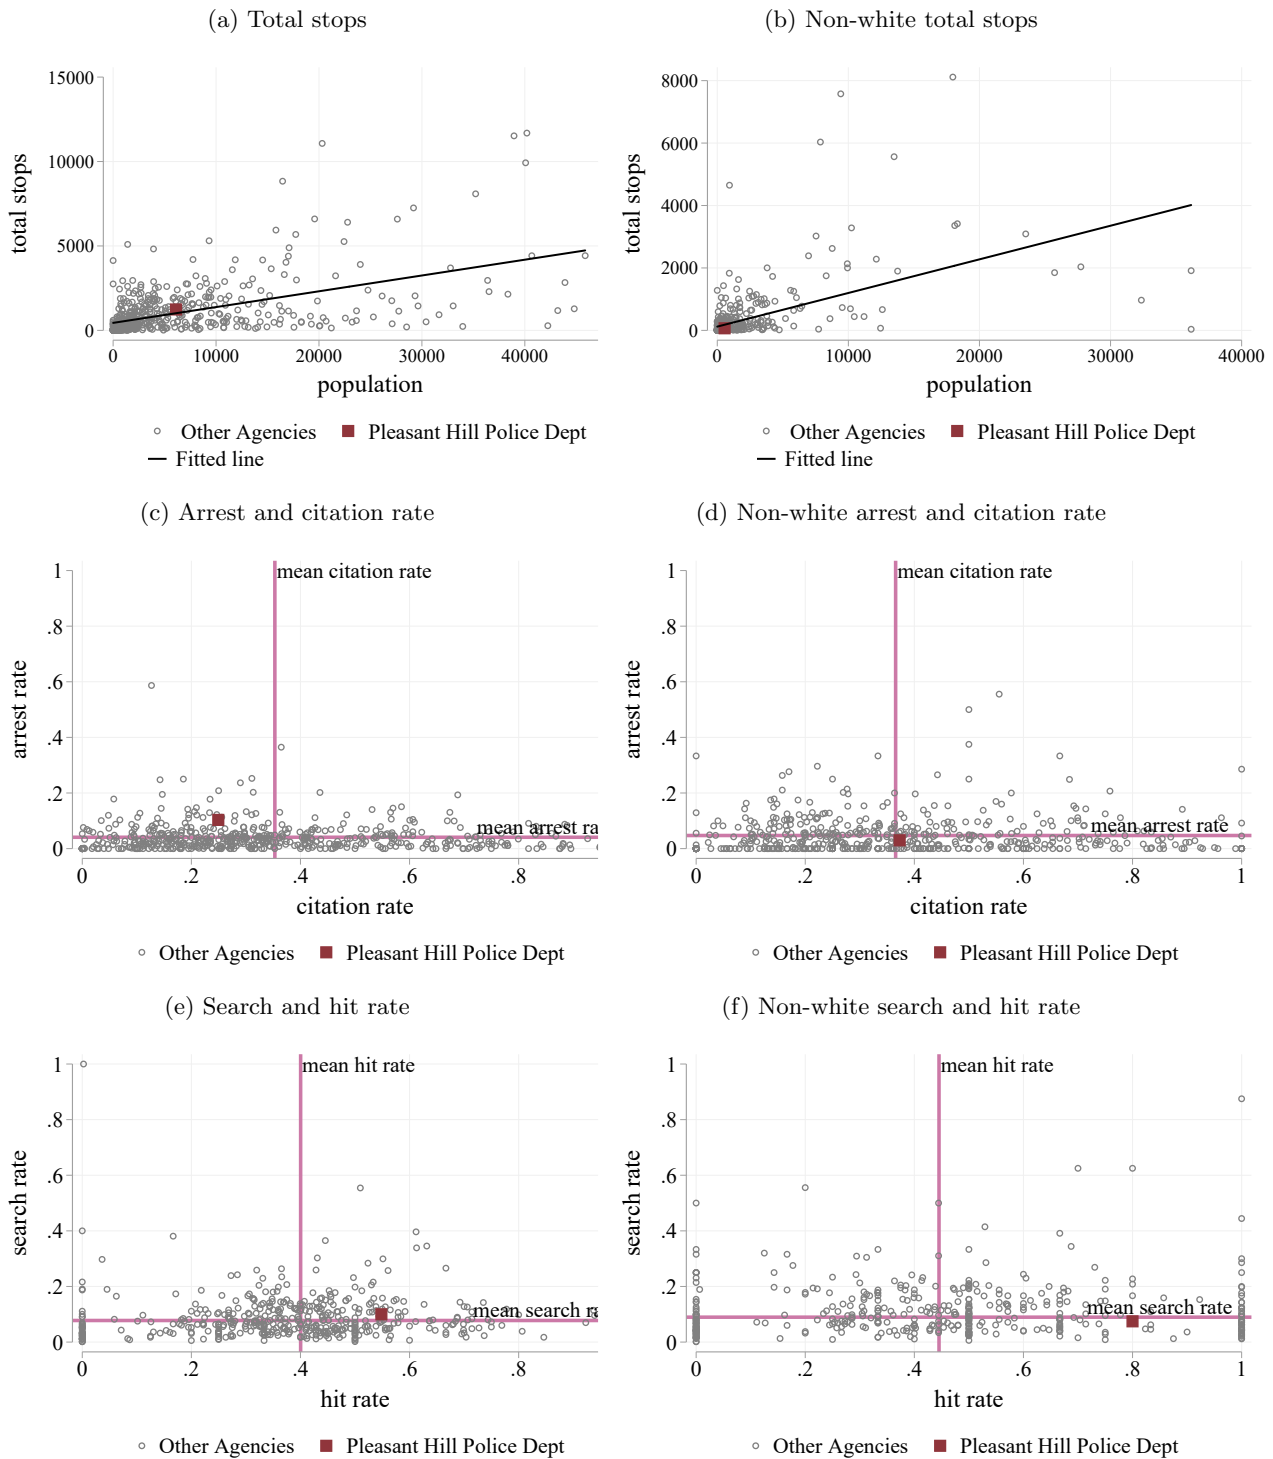 (a) Total stops
15000
10000
5000
0
total stops
0 10000 20000 30000 40000
population
Other Agencies Pleasant Hill Police Dept
Fitted line
(b) Non-white total stops
8000
6000
4000
2000
0
total stops
0 10000 20000 30000 40000
population
Other Agencies Pleasant Hill Police Dept
Fitted line
(c) Arrest and citation rate
mean citation rate
1
.8
.6
.4
.2
0
arrest rate
mean arrest ra
0 .2 .4 .6 .8
citation rate
Other Agencies Pleasant Hill Police Dept
(d) Non-white arrest and citation rate
mean citation rate
1
.8
.6
.4
.2
0
arrest rate
mean arrest rate
0 .2 .4 .6 .8 1
citation rate
Other Agencies Pleasant Hill Police Dept
(e) Search and hit rate
mean hit rate
1
.8
.6
.4
.2
0
search rate
mean search ra
0 .2 .4 .6 .8
hit rate
Other Agencies Pleasant Hill Police Dept
(f) Non-white search and hit rate
mean hit rate
1
.8
.6
.4
.2
0
search rate
mean search rate
0 .2 .4 .6 .8 1
hit rate
Other Agencies Pleasant Hill Police Dept